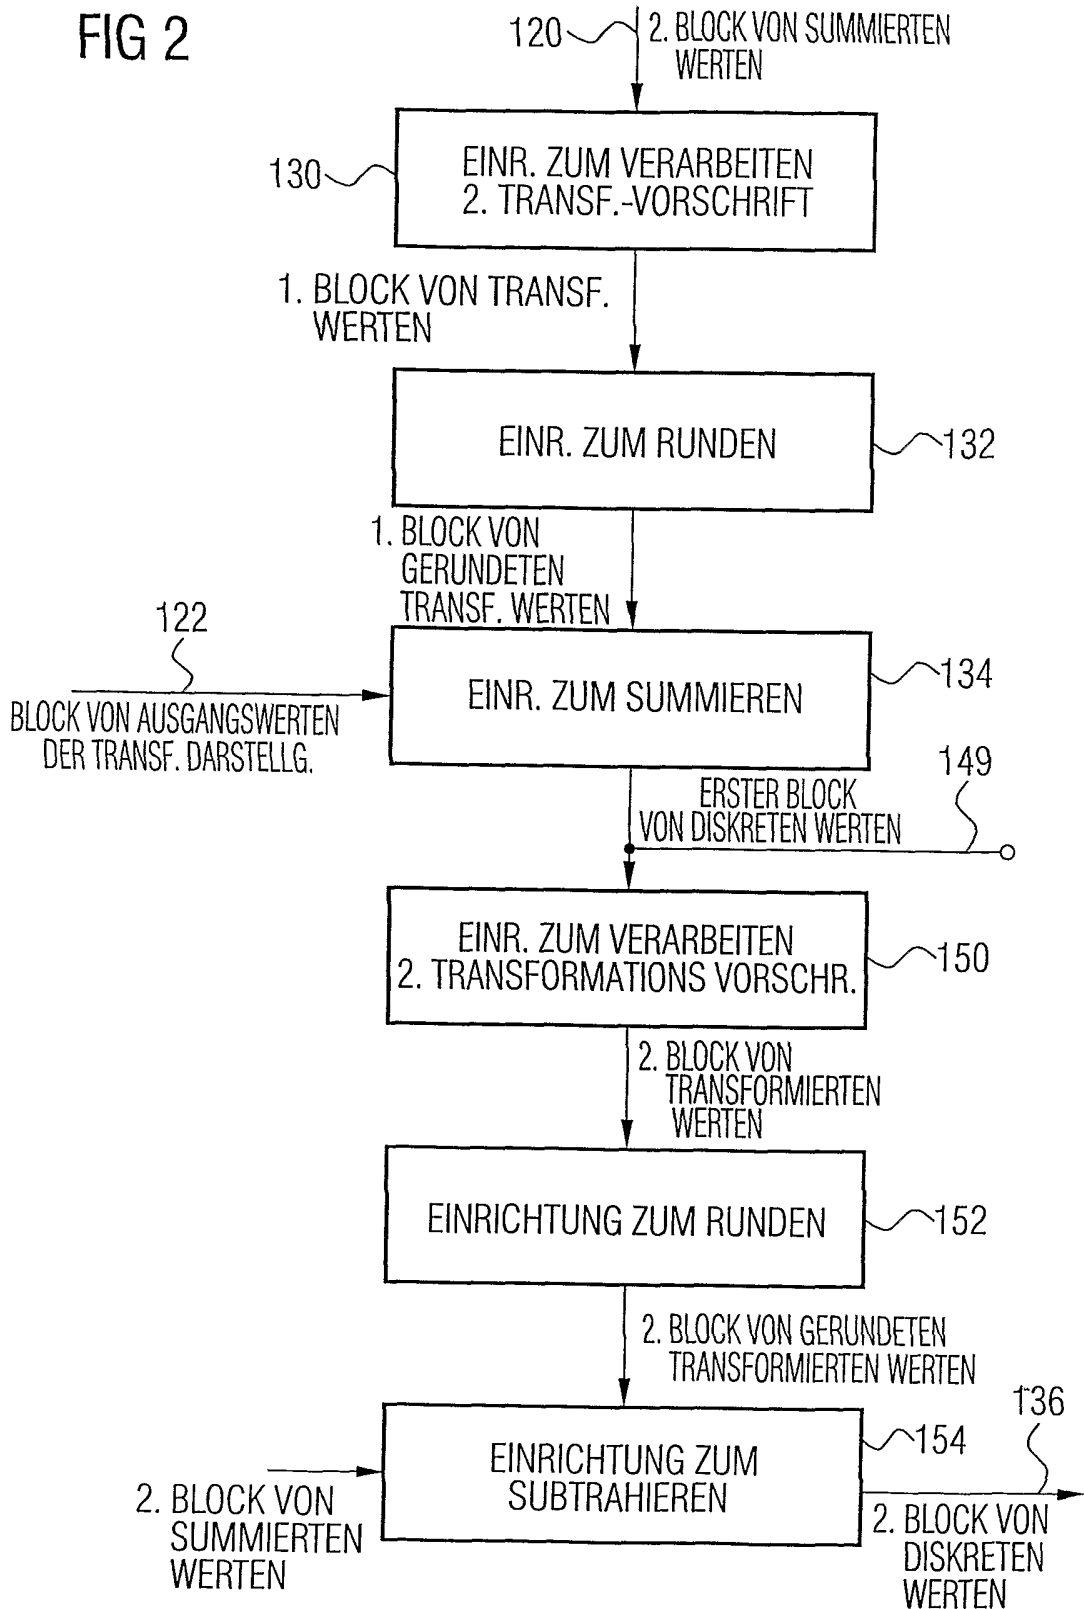 FIG 2
120
2. BLOCK VON SUMMIERTEN
WERTEN
130
EINR. ZUM VERARBEITEN
2. TRANSF.-VORSCHRIFT
1. BLOCK VON TRANSF.
WERTEN
EINR. ZUM RUNDEN
132
1. BLOCK VON
GERUNDETEN
TRANSF. WERTEN
122
BLOCK VON AUSGANGSWERTEN
DER TRANSF. DARSTELLG.
EINR. ZUM SUMMIEREN
134
ERSTER BLOCK
VON DISKRETEN WERTEN
149
EINR. ZUM VERARBEITEN
2. TRANSFORMATIONS VORSCHR.
150
2. BLOCK VON
TRANSFORMIERTEN
WERTEN
EINRICHTUNG ZUM RUNDEN
152
2. BLOCK VON GERUNDETEN
TRANSFORMIERTEN WERTEN
2. BLOCK VON
SUMMIERTEN
WERTEN
EINRICHTUNG ZUM
SUBTRAHIEREN
154
136
2. BLOCK VON
DISKRETEN
WERTEN